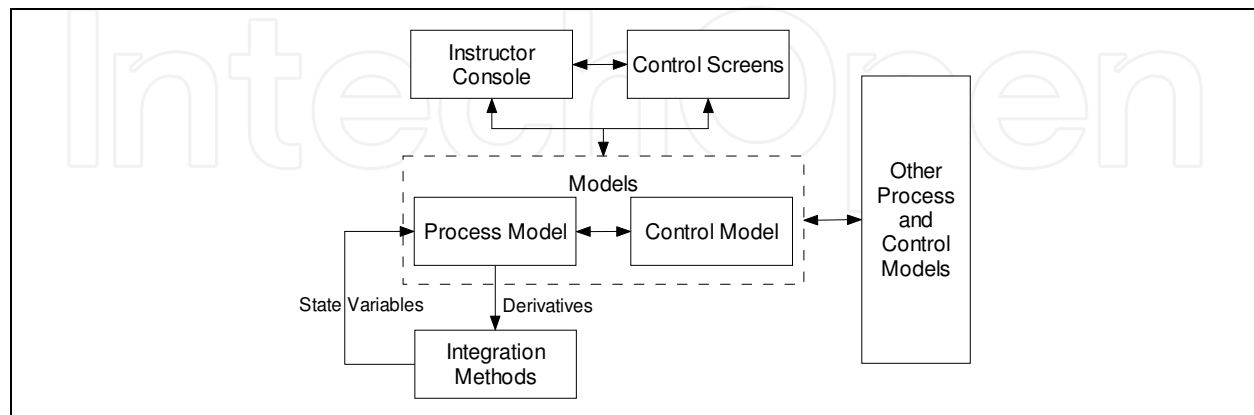 IntechOpen
Instructor
Console
Control Screens
Models
Process Model
Control Model
Other
Process
and
Control
Models
State Variables
Derivatives
Integration
Methods